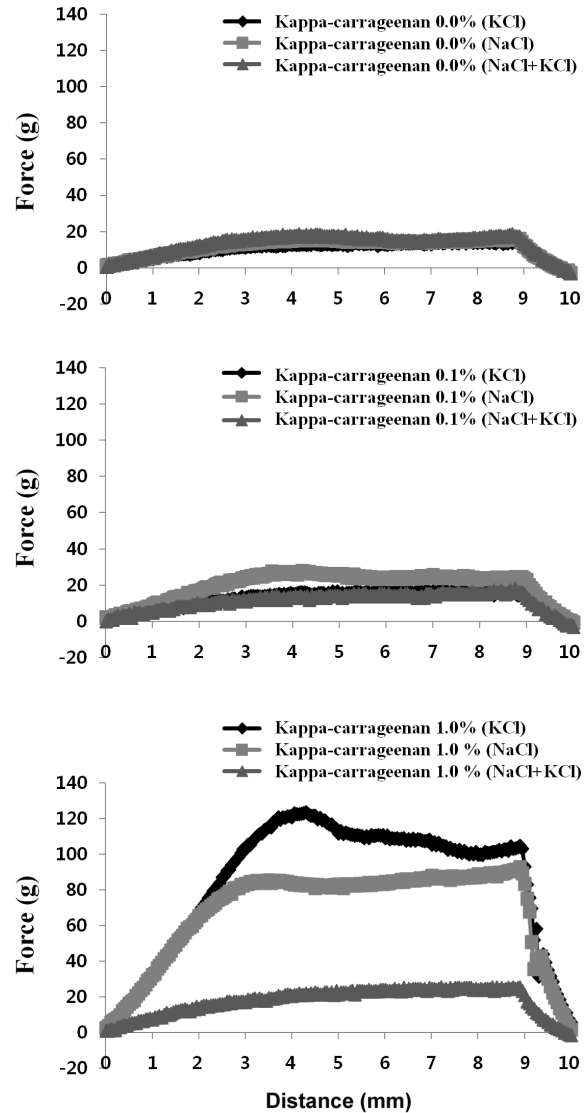 140
Kappa-carrageenan 0.0% (KCl)
120
Kappa-carrageenan 0.0% (NaCl)
Kappa-carrageenan 0.0% (NaCl+KCl)
100
80
60
40
20
0
-20
Force (g)
0 1 2 3 4 5 6 7 8 9 10
140
Kappa-carrageenan 0.1% (KCl)
120
Kappa-carrageenan 0.1% (NaCl)
Kappa-carrageenan 0.1% (NaCl+KCl)
100
80
60
40
20
0
-20
Force (g)
0 1 2 3 4 5 6 7 8 9 10
Kappa-carrageenan 1.0% (KCl)
Kappa-carrageenan 1.0 % (NaCl)
Kappa-carrageenan 1.0 % (NaCl+KCl)
140
120
100
80
60
40
20
0
-20
Force (g)
0 1 2 3 4 5 6 7 8 9 10
Distance (mm)